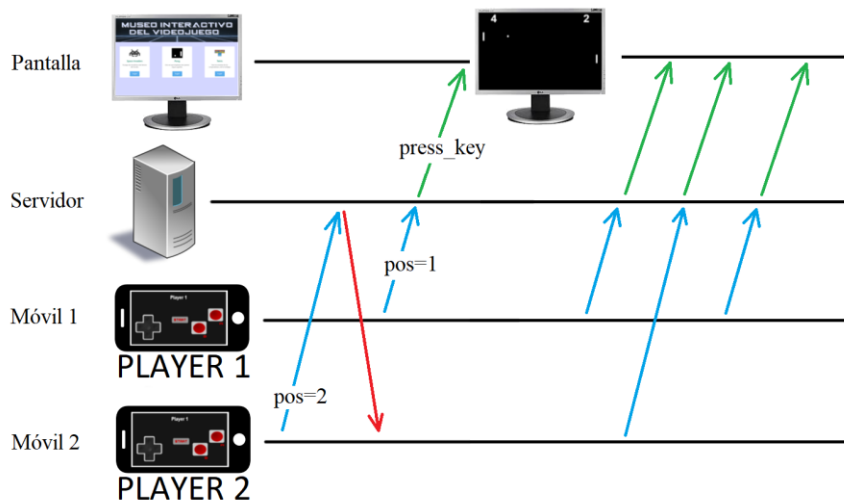 Pantalla
MUSEO INTERACTIVO
DEL VIDEOJUEGO
4 2
press_key
Servidor
pos=1
Móvil 1
Player 1
PLAYER 1
pos=2
Móvil 2
Player 1
PLAYER 2